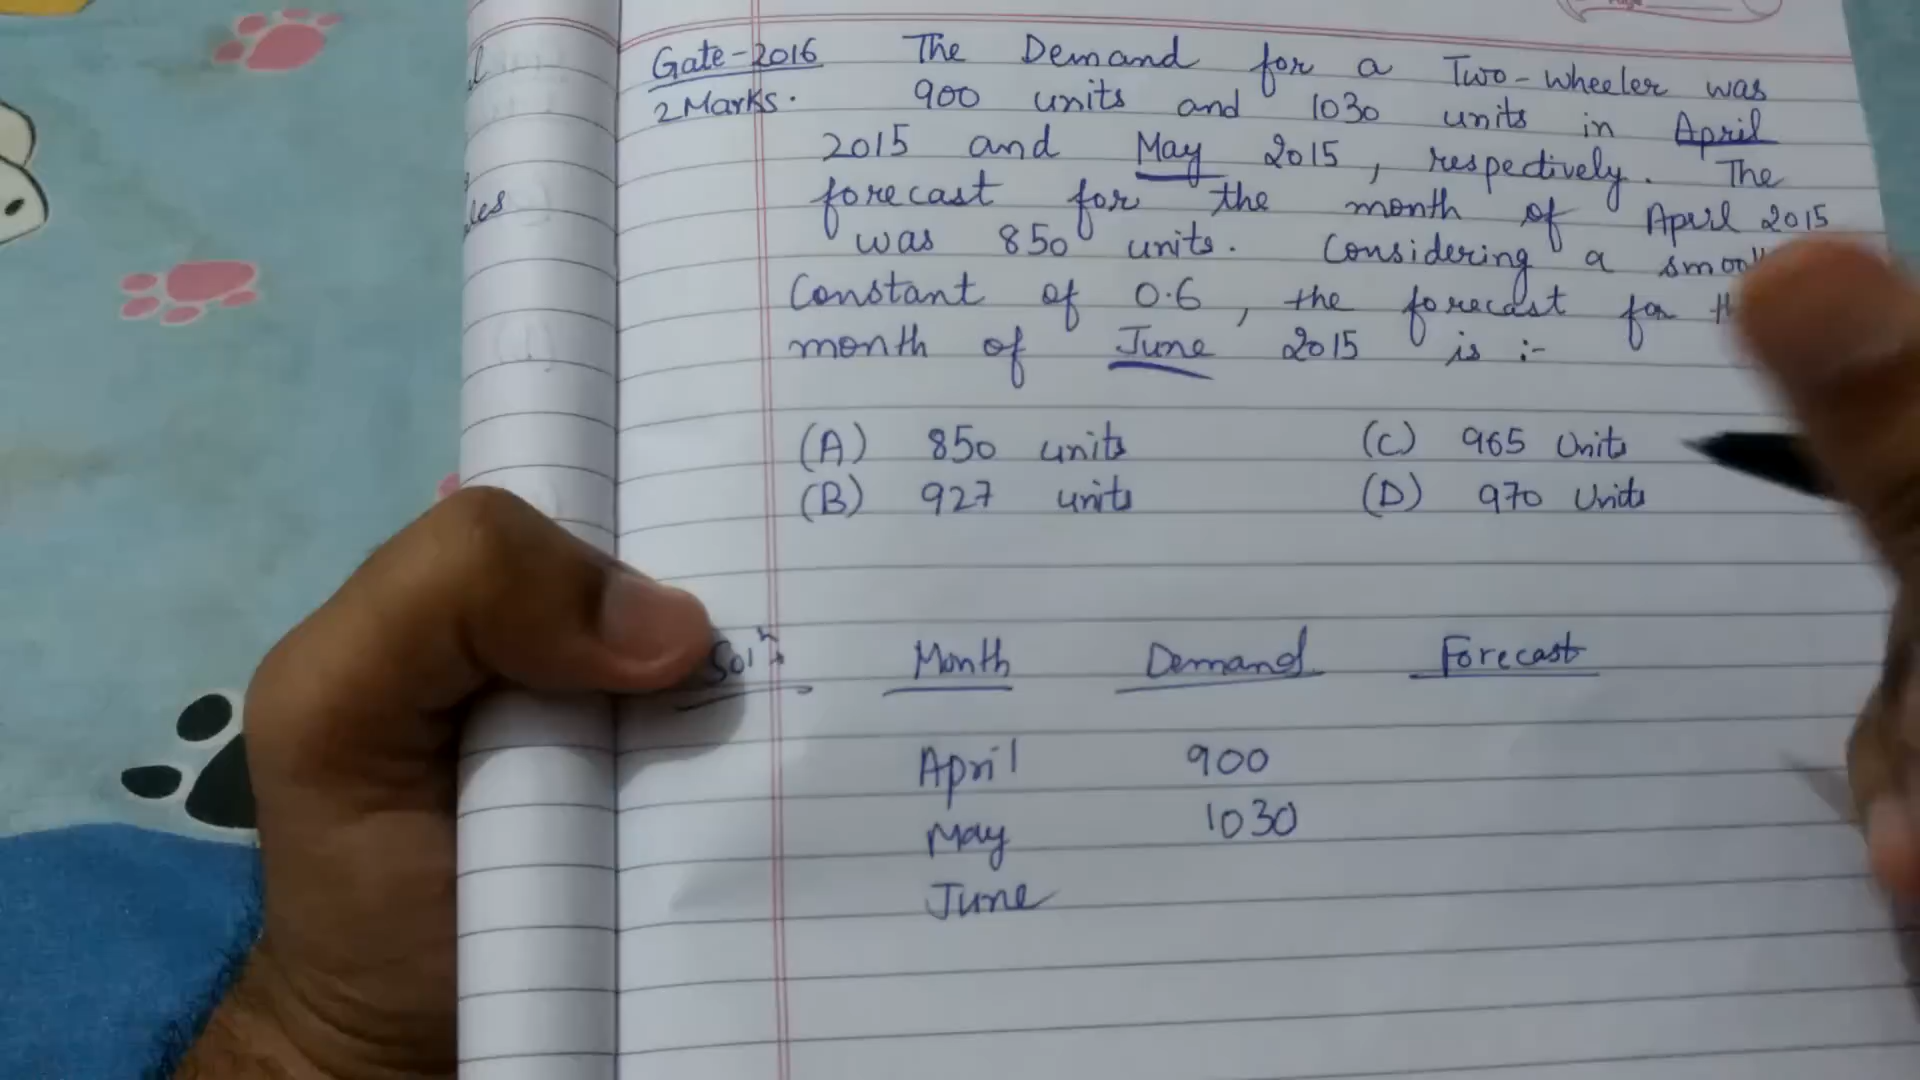 Gate-2016 The Demand for a Two-wheeler was
2 Marks. 900 units and 1030 units in April
2015 and May 2015, respectively. The
forecast for the month of April 2015
was 850 units. Considering a
Constant of 0.6, the forecast for
month of June 2015 is :-
(A) 850 units (C) 965 Units
(B) 927 units (D) 970 Units
Solⁿ Month Demand Forecast
April 900
May 1030
June